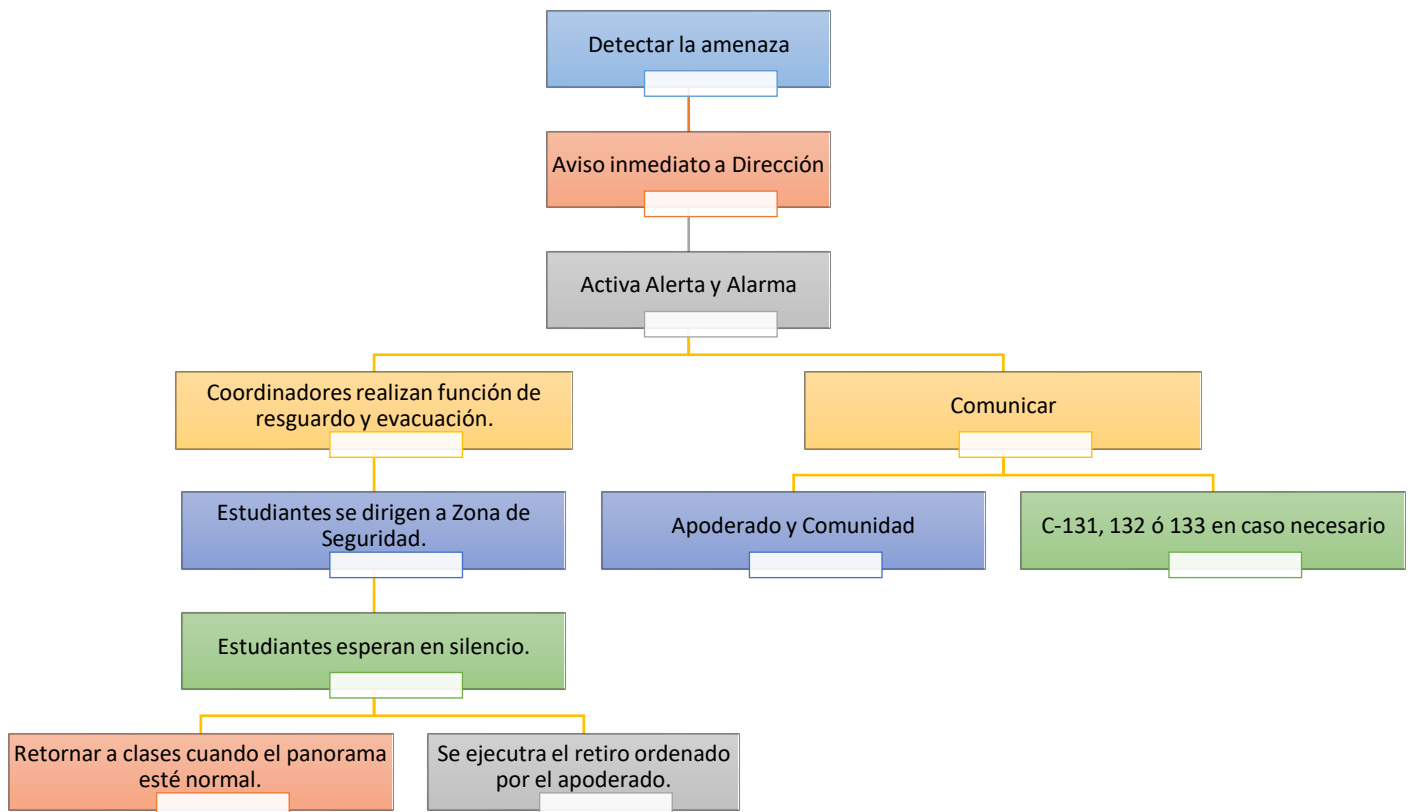 Detectar la amenaza
Aviso inmediato a Dirección
Activa Alerta y Alarma
Coordinadores realizan función de
resguardo y evacuación.
Comunicar
Estudiantes se dirigen a Zona de
Seguridad.
Apoderado y Comunidad
C-131, 132 ó 133 en caso necesario
Estudiantes esperan en silencio.
Retornar a clases cuando el panorama
esté normal.
Se ejecutra el retiro ordenado
por el apoderado.